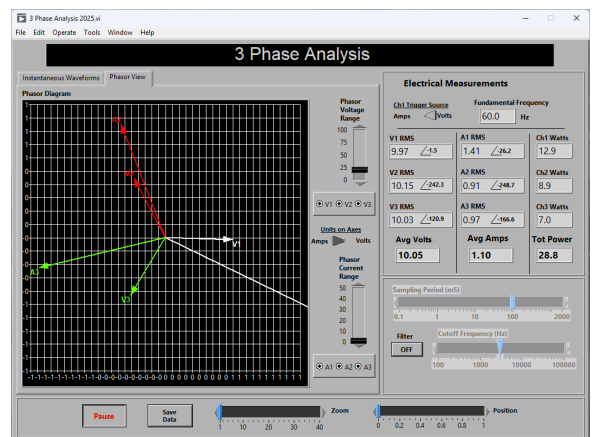 3 Phase Analysis 2025.vi
File Edit Operate Tools Window Help
3 Phase Analysis
Instantaneous Waveforms Phasor View
Phasor Diagram
Phasor Voltage Range
100
75
50
25
0
V1 V2 V3
Units on Axes
Amps Volts
Phasor Current Range
50
40
30
20
10
0
A1 A2 A3
V1
A3
V3
Electrical Measurements
Ch1 Trigger Source
Amps Volts
Fundamental Frequency
60.0 Hz
V1 RMS A1 RMS Ch1 Watts
9.97 -1.5 1.41 -26.2 12.9
V2 RMS A2 RMS Ch2 Watts
10.15 -242.3 0.91 -248.7 8.9
V3 RMS A3 RMS Ch3 Watts
10.03 -120.9 0.97 -166.6 7.0
Avg Volts Avg Amps Tot Power
10.05 1.10 28.8
Sampling Period (mS)
0.1 1 10 100 2000
Filter
OFF
Cutoff Frequency (Hz)
100 1000 10000 100000
Pause
Save Data
Zoom
1 10 20 30 40
Position
0 0.2 0.4 0.6 0.8 1